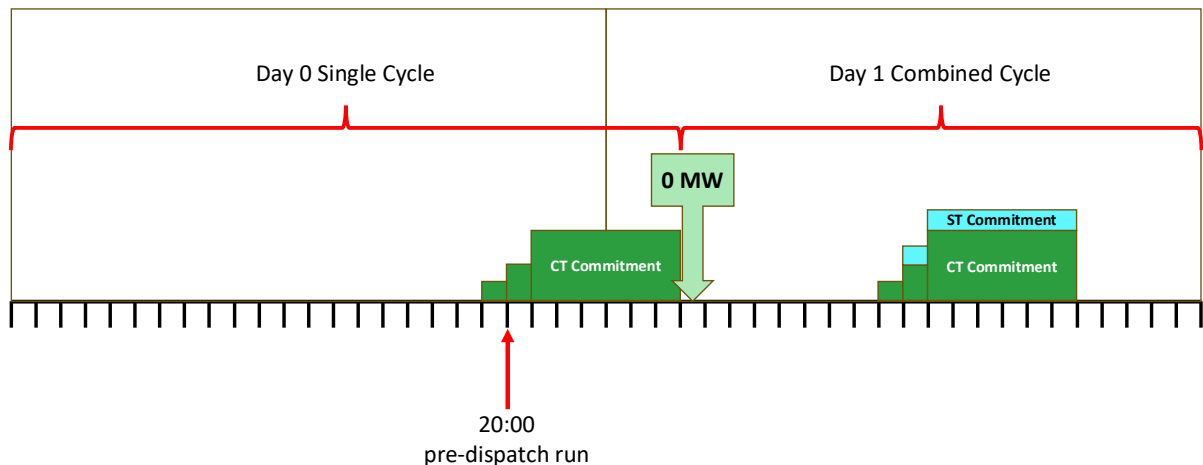 Day 0 Single Cycle
Day 1 Combined Cycle
0 MW
ST Commitment
CT Commitment
CT Commitment
20:00
pre-dispatch run